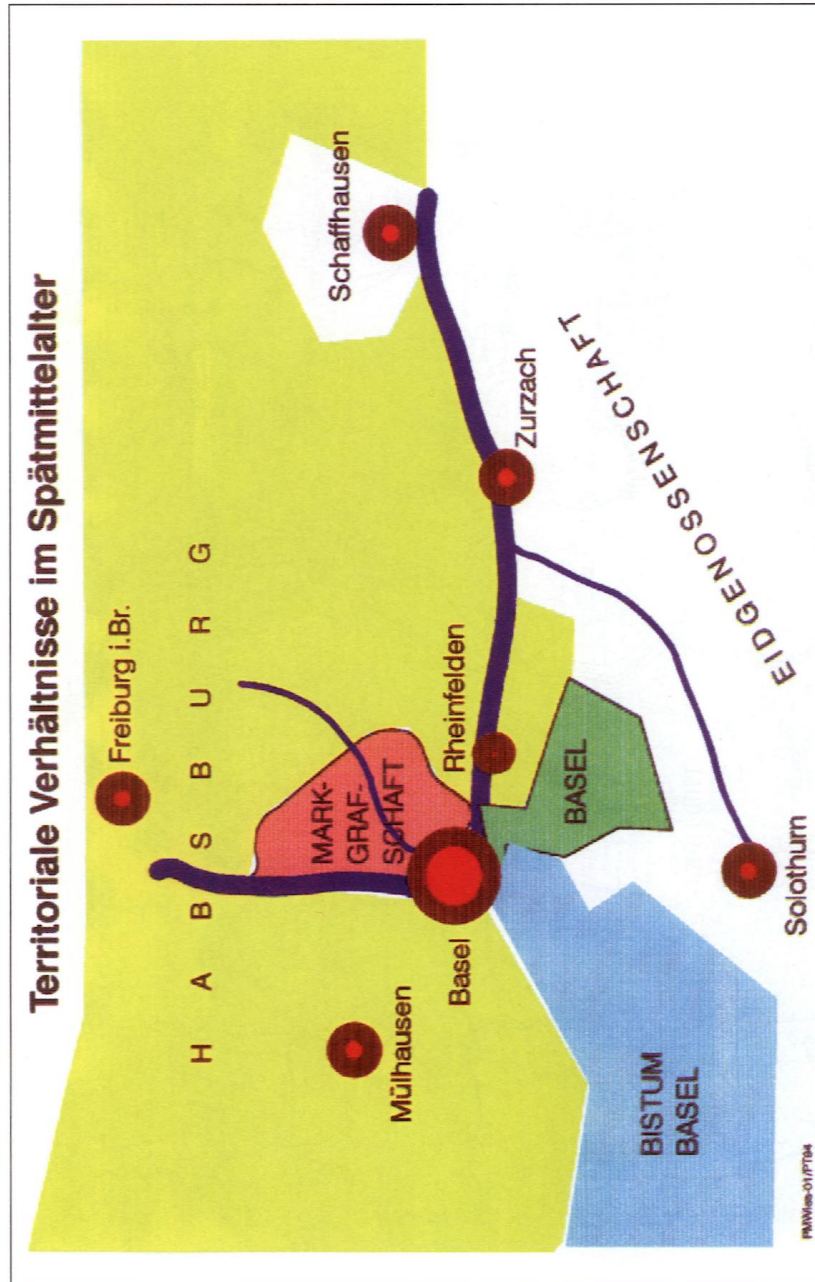 Territoriale Verhältnisse im Spätmittelalter
Freiburg i.Br.
HABSBURG
Schaffhausen
Mülhausen
MARK-
GRAF-
SCHAFT
Basel
Rheinfelden
Zurzach
BASEL
EIDGENOSSENSCHAFT
BISTUM
BASEL
Solothurn